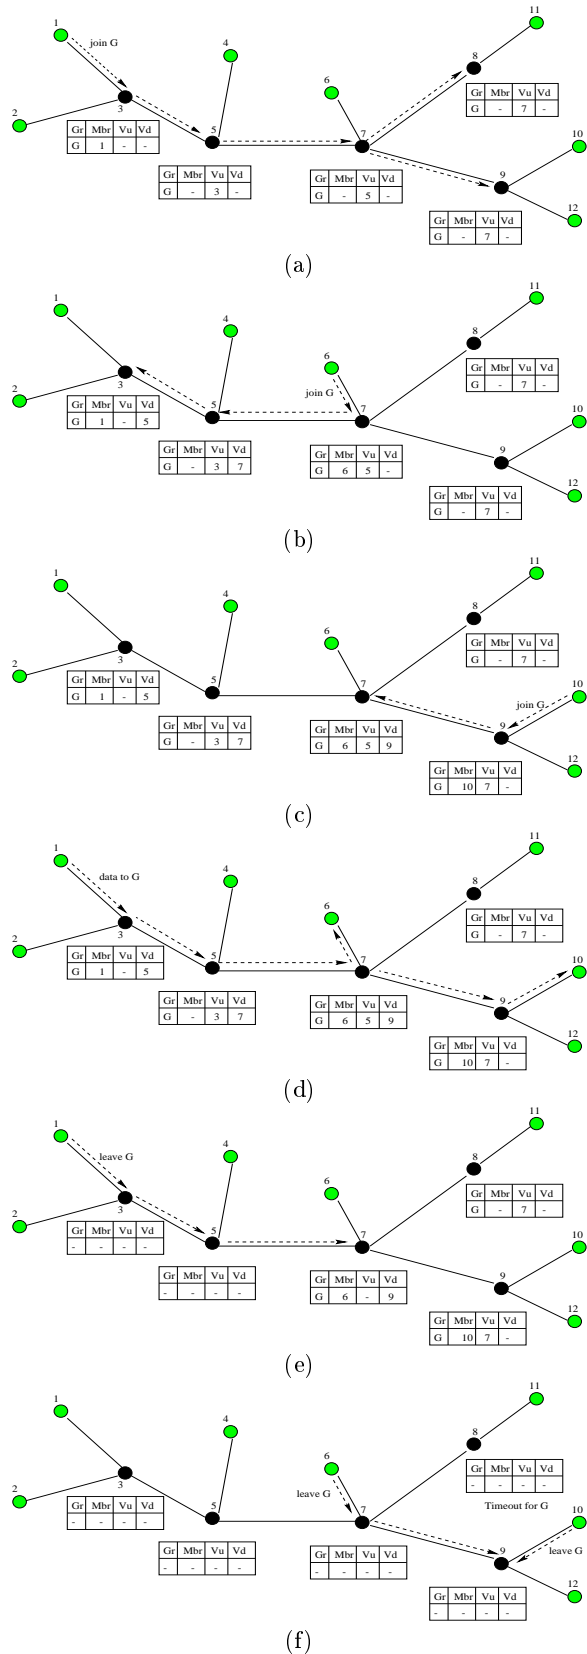 11
1
join G
4
8
6
2
3
Gr Mbr Vu Vd
G - 7 -
5
7
10
Gr Mbr Vu Vd
G 1 - -
9
Gr Mbr Vu Vd
G - 3 -
Gr Mbr Vu Vd
G - 5 -
12
Gr Mbr Vu Vd
G - 7 -
(a)
11
1
4
8
6
2
3
join G
Gr Mbr Vu Vd
G - 7 -
5
7
10
Gr Mbr Vu Vd
G 1 - 5
9
Gr Mbr Vu Vd
G - 3 7
Gr Mbr Vu Vd
G 6 5 -
12
Gr Mbr Vu Vd
G - 7 -
(b)
11
1
4
8
6
2
3
Gr Mbr Vu Vd
G - 7 -
5
7
10
Gr Mbr Vu Vd
G 1 - 5
join G
9
Gr Mbr Vu Vd
G - 3 7
Gr Mbr Vu Vd
G 6 5 9
12
Gr Mbr Vu Vd
G 10 7 -
(c)
11
1
data to G
4
8
6
2
3
Gr Mbr Vu Vd
G - 7 -
5
7
10
Gr Mbr Vu Vd
G 1 - 5
9
Gr Mbr Vu Vd
G - 3 7
Gr Mbr Vu Vd
G 6 5 9
12
Gr Mbr Vu Vd
G 10 7 -
(d)
11
1
leave G
4
8
6
2
3
Gr Mbr Vu Vd
G - 7 -
5
7
10
Gr Mbr Vu Vd
- - - -
9
Gr Mbr Vu Vd
- - - -
Gr Mbr Vu Vd
G 6 - 9
12
Gr Mbr Vu Vd
G 10 7 -
(e)
11
1
4
8
6
2
3
leave G
Gr Mbr Vu Vd
- - - -
Timeout for G
5
7
10
Gr Mbr Vu Vd
- - - -
leave G
9
Gr Mbr Vu Vd
- - - -
Gr Mbr Vu Vd
- - - -
12
Gr Mbr Vu Vd
- - - -
(f)